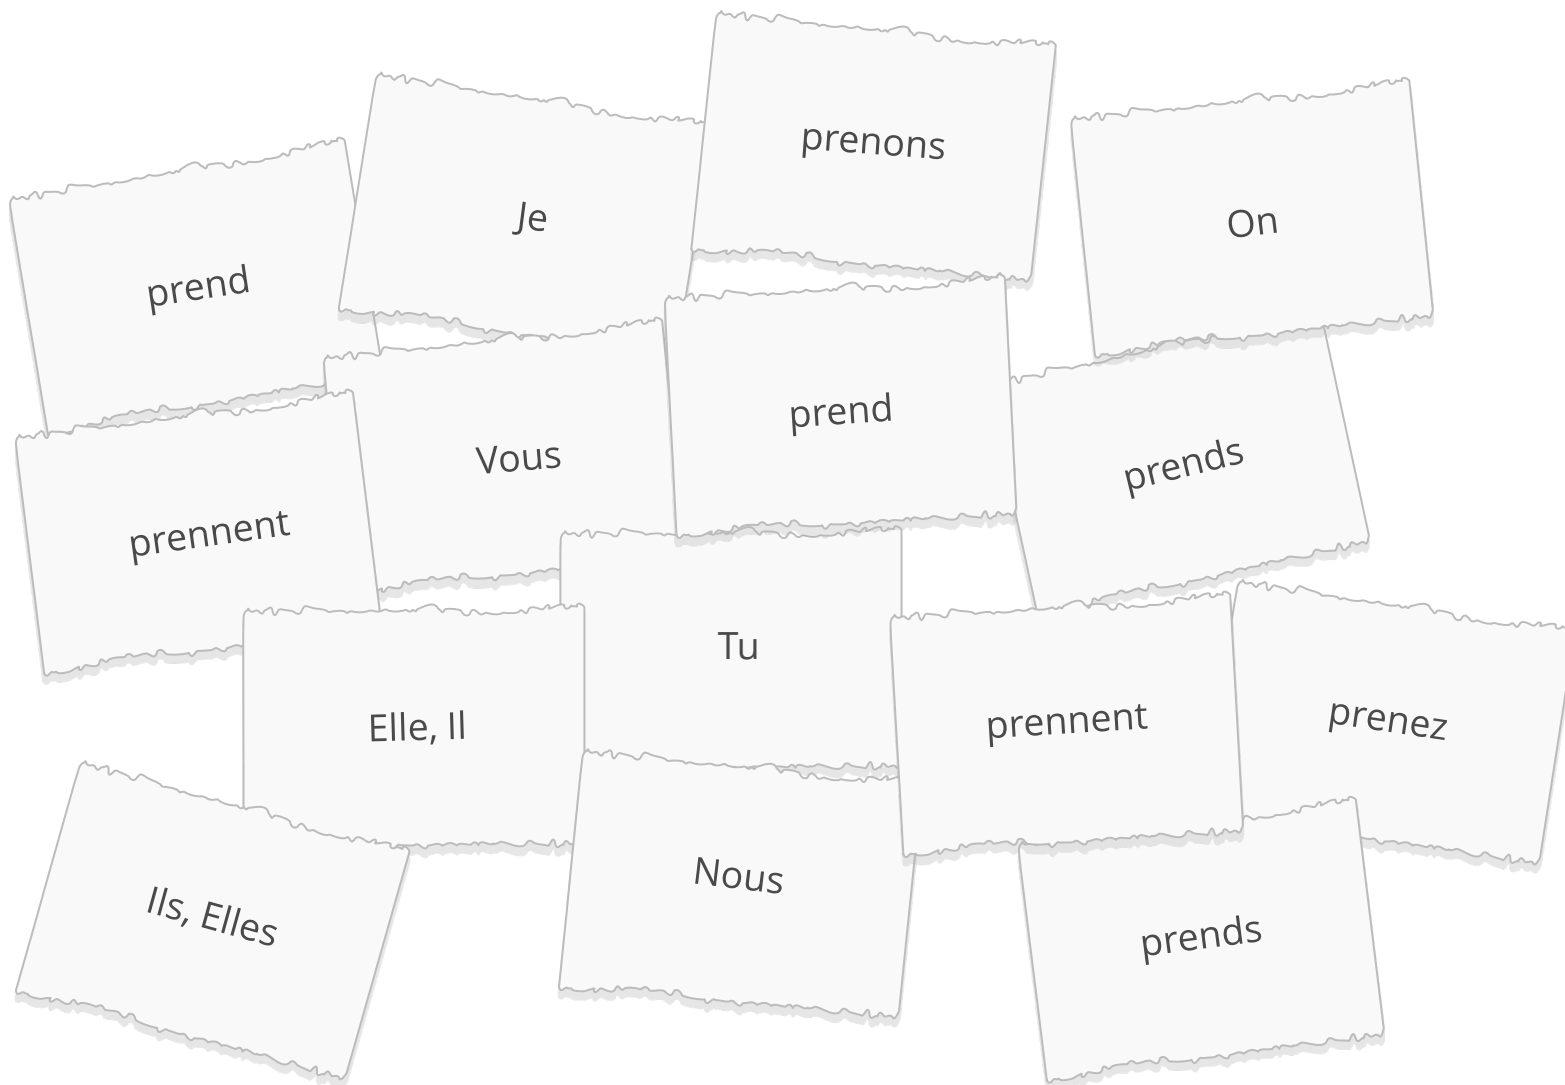 prenons
Je
On
prend
prend
Vous
prends
prennent
Tu
Elle, Il
prennent
prenez
Nous
Ils, Elles
prends